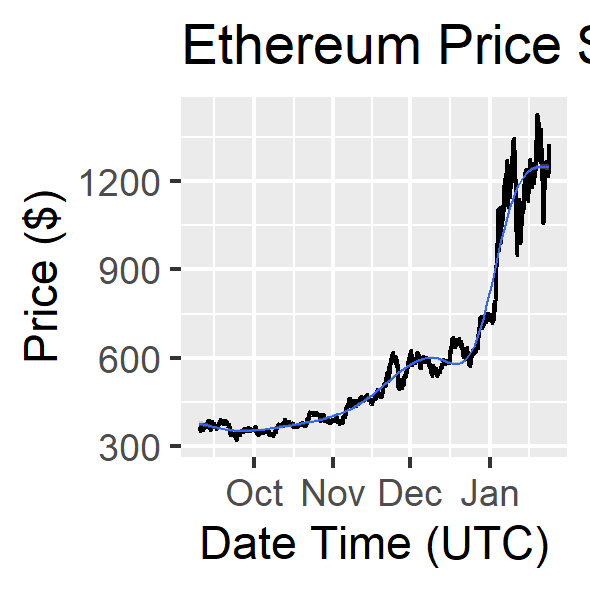 Ethereum Price
1200
900
600
300
Price ($)
Oct Nov Dec Jan
Date Time (UTC)